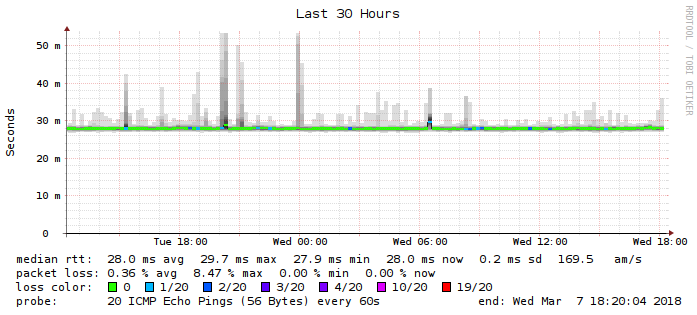 Last 30 Hours
RRDTOOL / TOBI OETIKER
Seconds
50 m
40 m
30 m
20 m
10 m
0
Tue 18:00 Wed 00:00 Wed 06:00 Wed 12:00 Wed 18:00
median rtt: 28.0 ms avg 29.7 ms max 27.9 ms min 28.0 ms now 0.2 ms sd 169.5 am/s
packet loss: 0.36 % avg 8.47 % max 0.00 % min 0.00 % now
loss color: 0 1/20 2/20 3/20 4/20 10/20 19/20
probe: 20 ICMP Echo Pings (56 Bytes) every 60s end: Wed Mar 7 18:20:04 2018